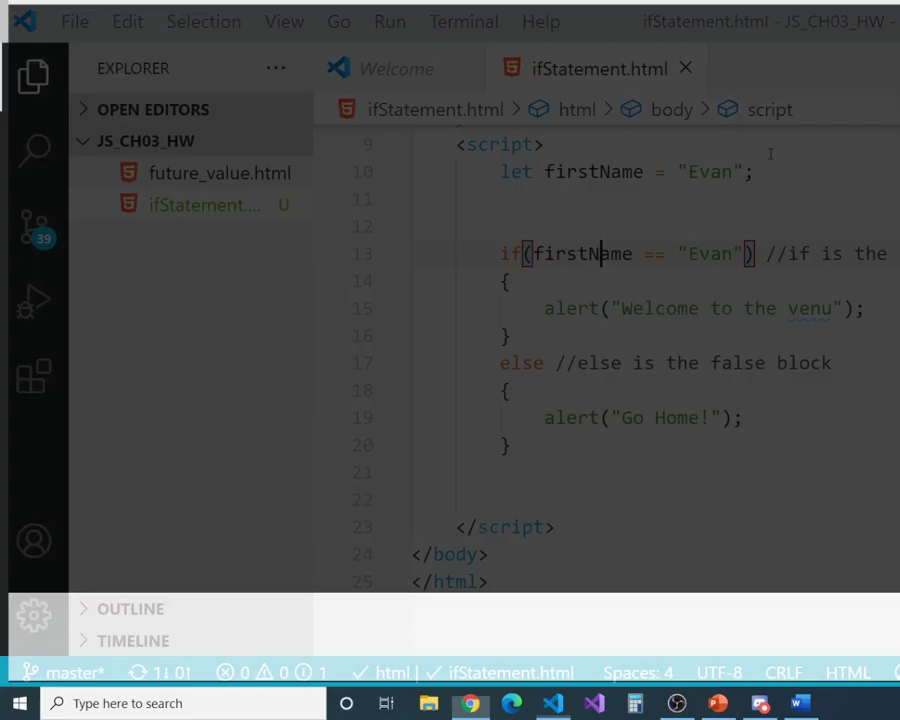 File Edit Selection View Go Run Terminal Help ifStatement.html - JS_CH03_HW -
EXPLORER ··· Welcome ifStatement.html
OPEN EDITORS
ifStatement.html > html > body > script
JS_CH03_HW
future_value.html
ifStatement.... U
39
9 <script>
10 let firstName = "Evan";
11
12
13 if(firstName == "Evan") //if is the
14 {
15 alert("Welcome to the venu");
16 }
17 else //else is the false block
18 {
19 alert("Go Home!");
20 }
21
22
23 </script>
24 </body>
25 </html>
OUTLINE
TIMELINE
master* 1↓ 0↑ 0 0 1 html | ifStatement.html Spaces: 4 UTF-8 CRLF HTML
Type here to search